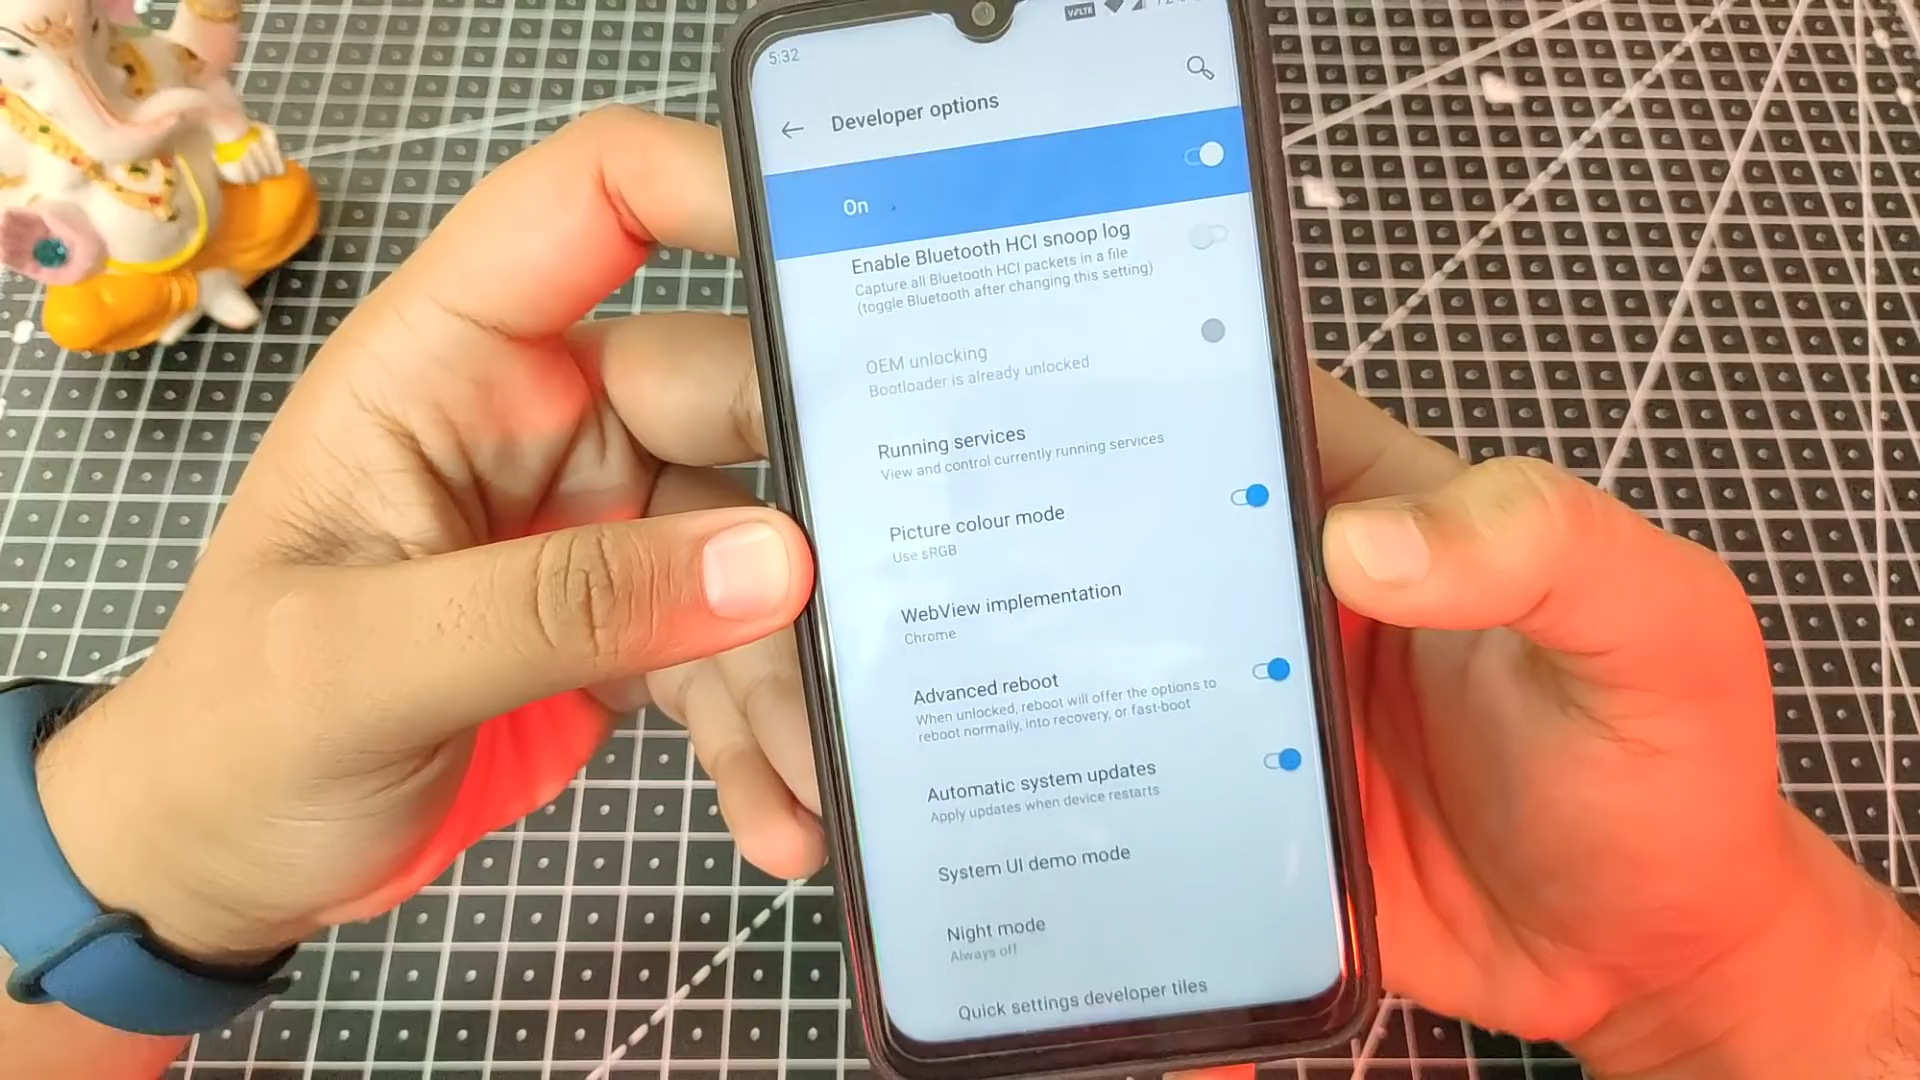 5:32
VoLTE
Developer options
On
Enable Bluetooth HCI snoop log
Capture all Bluetooth HCI packets in a file
(toggle Bluetooth after changing this setting)
OEM unlocking
Bootloader is already unlocked
Running services
View and control currently running services
Picture colour mode
Use sRGB
WebView implementation
Chrome
Advanced reboot
When unlocked, reboot will offer the options to
reboot normally, into recovery, or fast-boot
Automatic system updates
Apply updates when device restarts
System UI demo mode
Night mode
Always off
Quick settings developer tiles